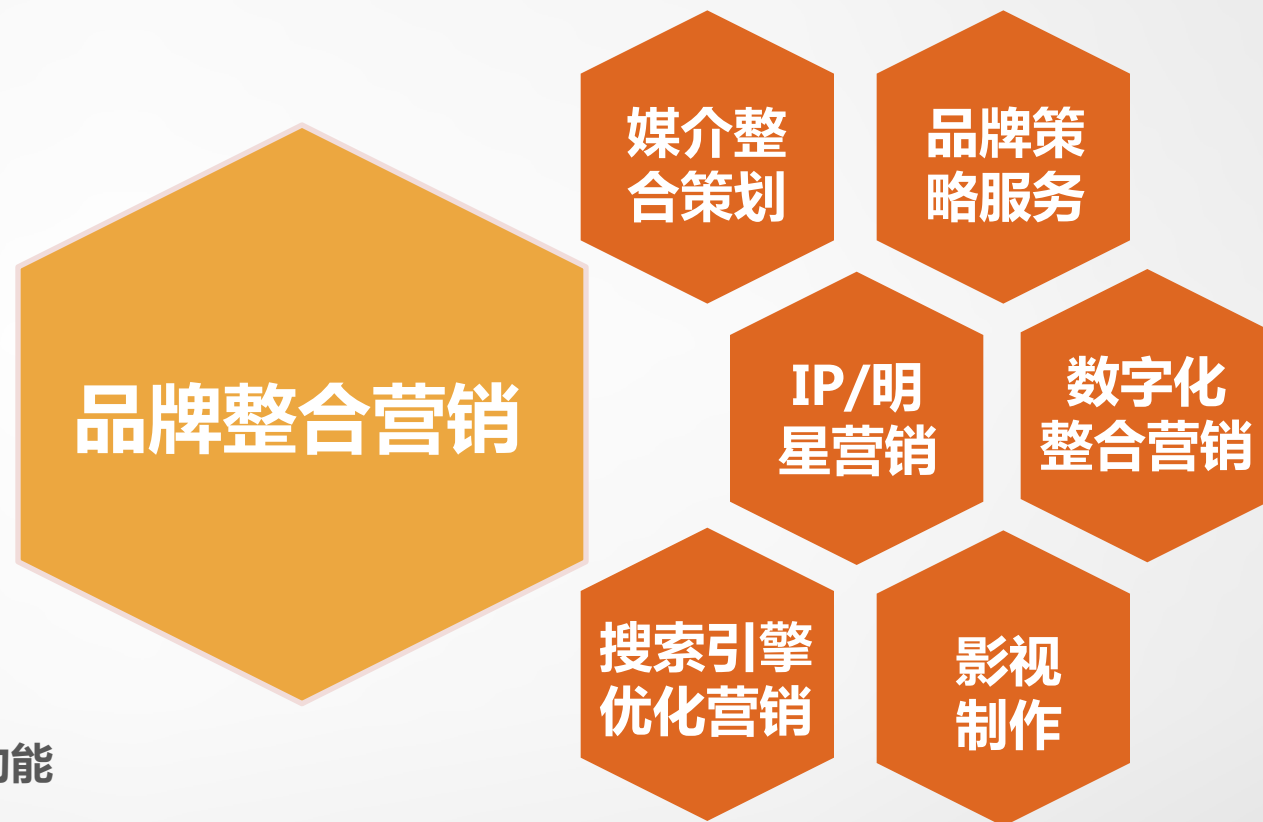 品牌整合营销
媒介整
合策划
品牌策
略服务
IP/明
星营销
数字化
整合营销
搜索引擎
优化营销
影视
制作
能